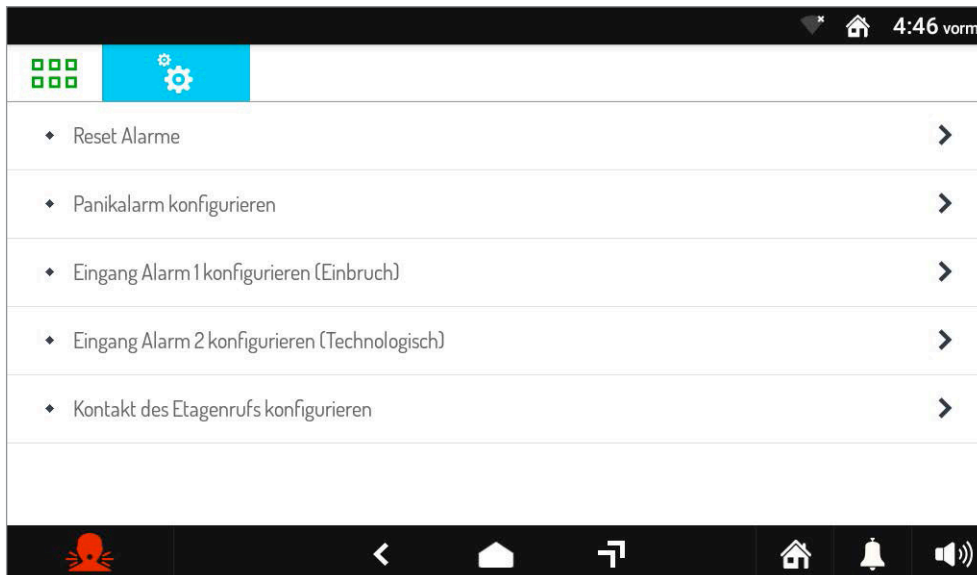 4:46 vorm
Reset Alarme
Panikalarm konfigurieren
Eingang Alarm 1 konfigurieren (Einbruch)
Eingang Alarm 2 konfigurieren (Technologisch)
Kontakt des Etagenrufs konfigurieren